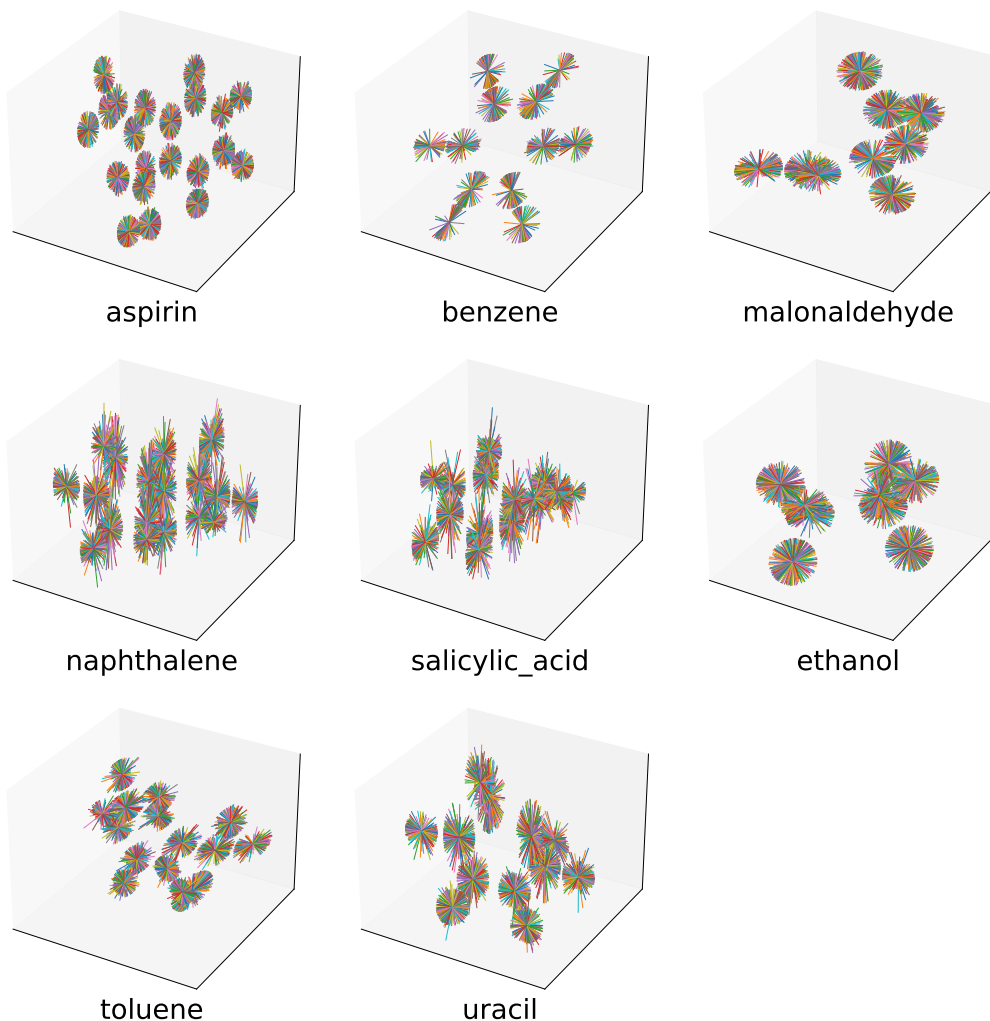 aspirin
benzene
malonaldehyde
naphthalene
salicylic_acid
ethanol
toluene
uracil